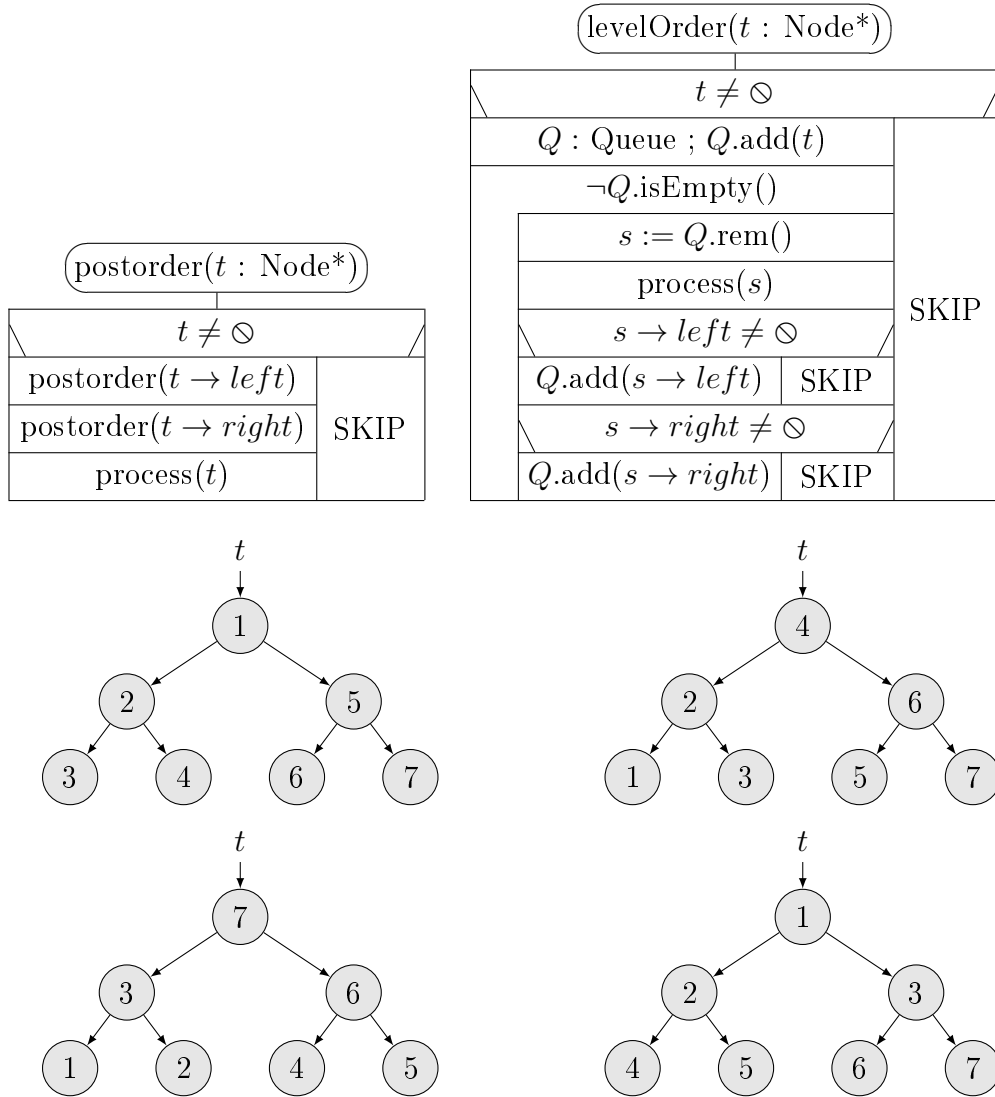 postorder(t : Node*)
t ≠ ⊘
postorder(t → left)
postorder(t → right)
process(t)
SKIP
levelOrder(t : Node*)
t ≠ ⊘
Q : Queue ; Q.add(t)
¬Q.isEmpty()
s := Q.rem()
process(s)
s → left ≠ ⊘
Q.add(s → left) SKIP
s → right ≠ ⊘
Q.add(s → right) SKIP
SKIP
t
1
2 5
3 4 6 7
t
4
2 6
1 3 5 7
t
7
3 6
1 2 4 5
t
1
2 3
4 5 6 7